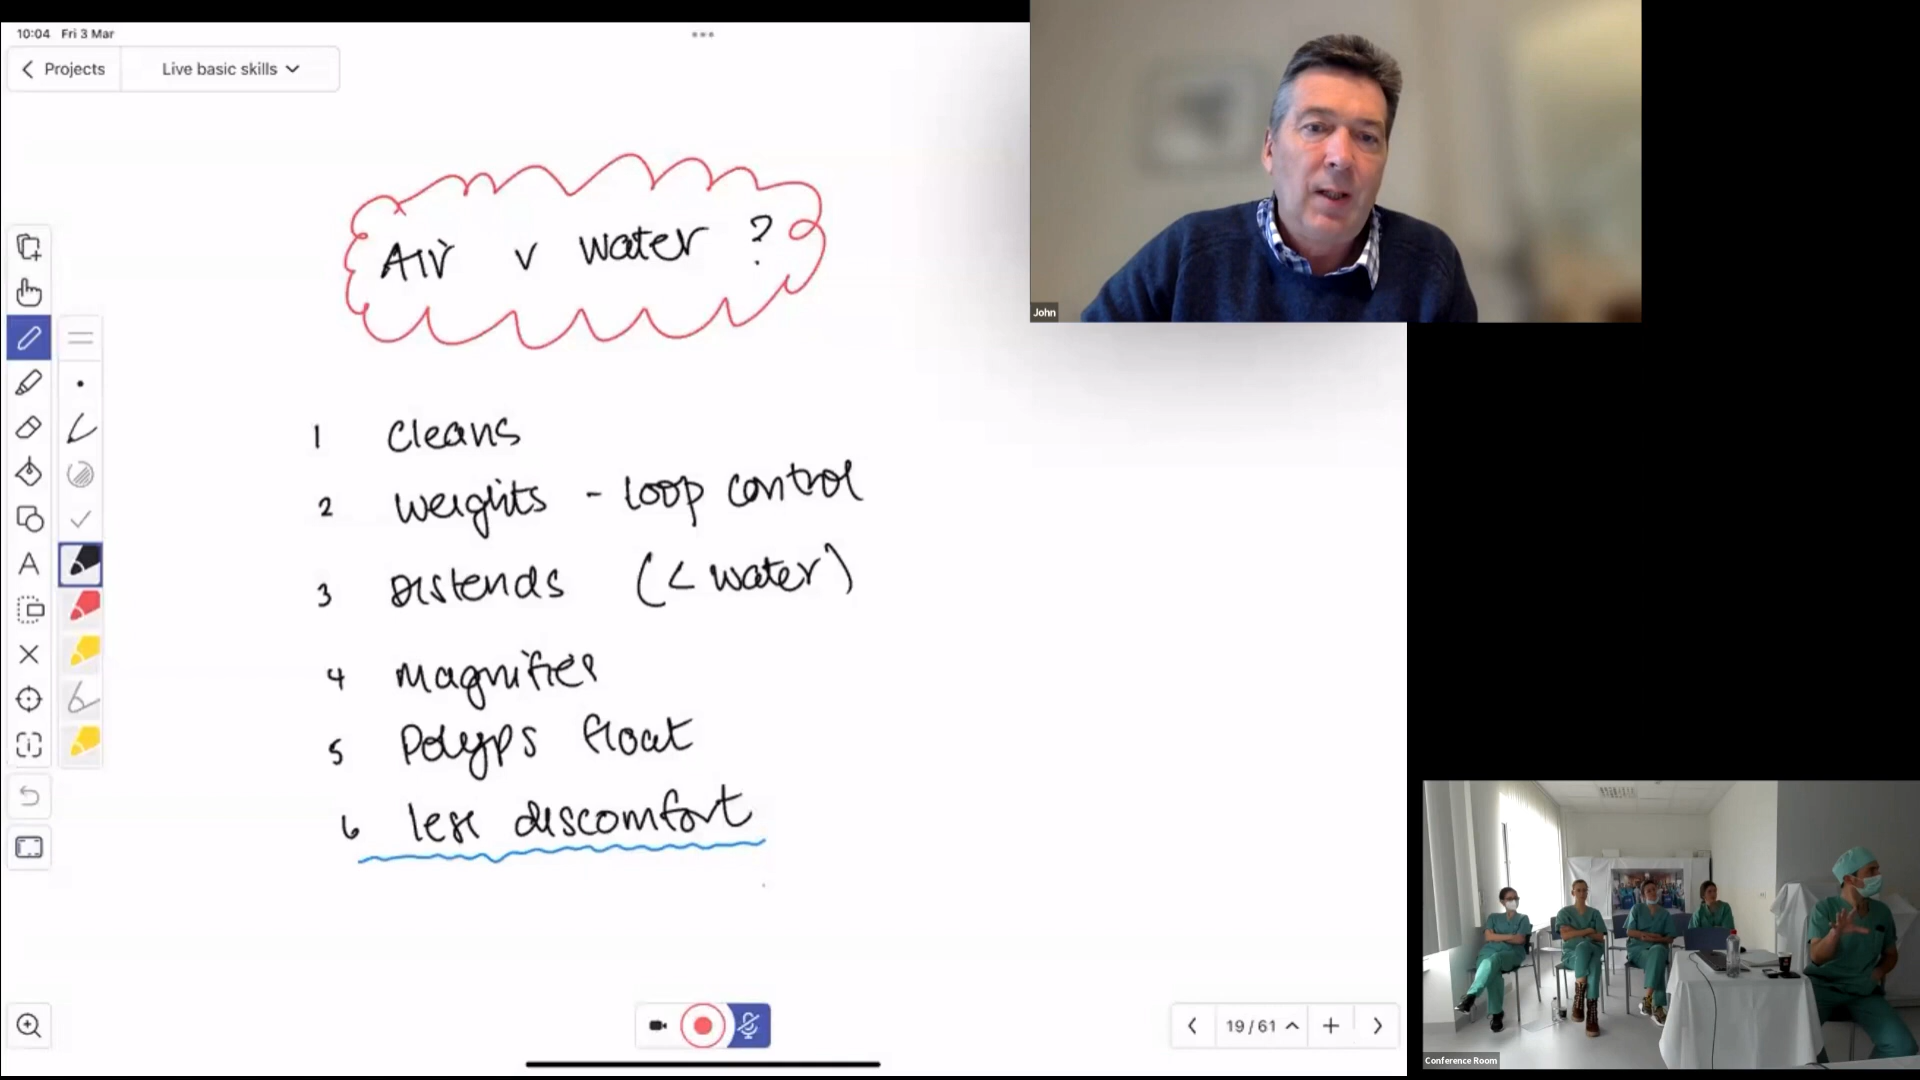 10:04 Fri 3 Mar
Projects
Live basic skills
Air v water ?
1 cleans
2 weights - loop control
3 Distends (< water)
4 Magnifies
5 Polyps float
6 less discomfort
John
A
19/61
Conference Room